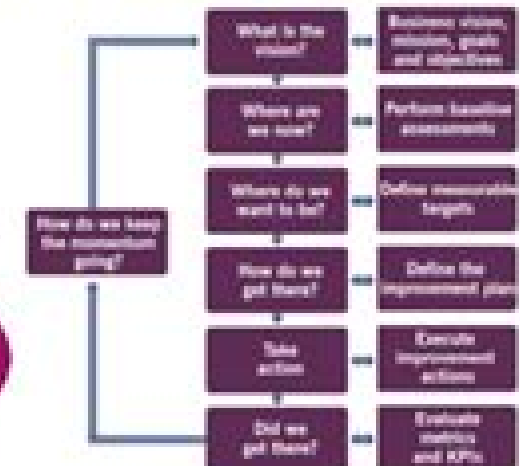 What is the
vision?
Business vision,
mission, goals
and objectives
Where are
we now?
Perform baseline
assessments
Where do we
want to be?
Define measurable
targets
How do we keep
the momentum
going?
How do we
get there?
Define the
improvement plan
Take
action
Execute
improvement
actions
Did we
get there?
Evaluate
metrics
and KPIs